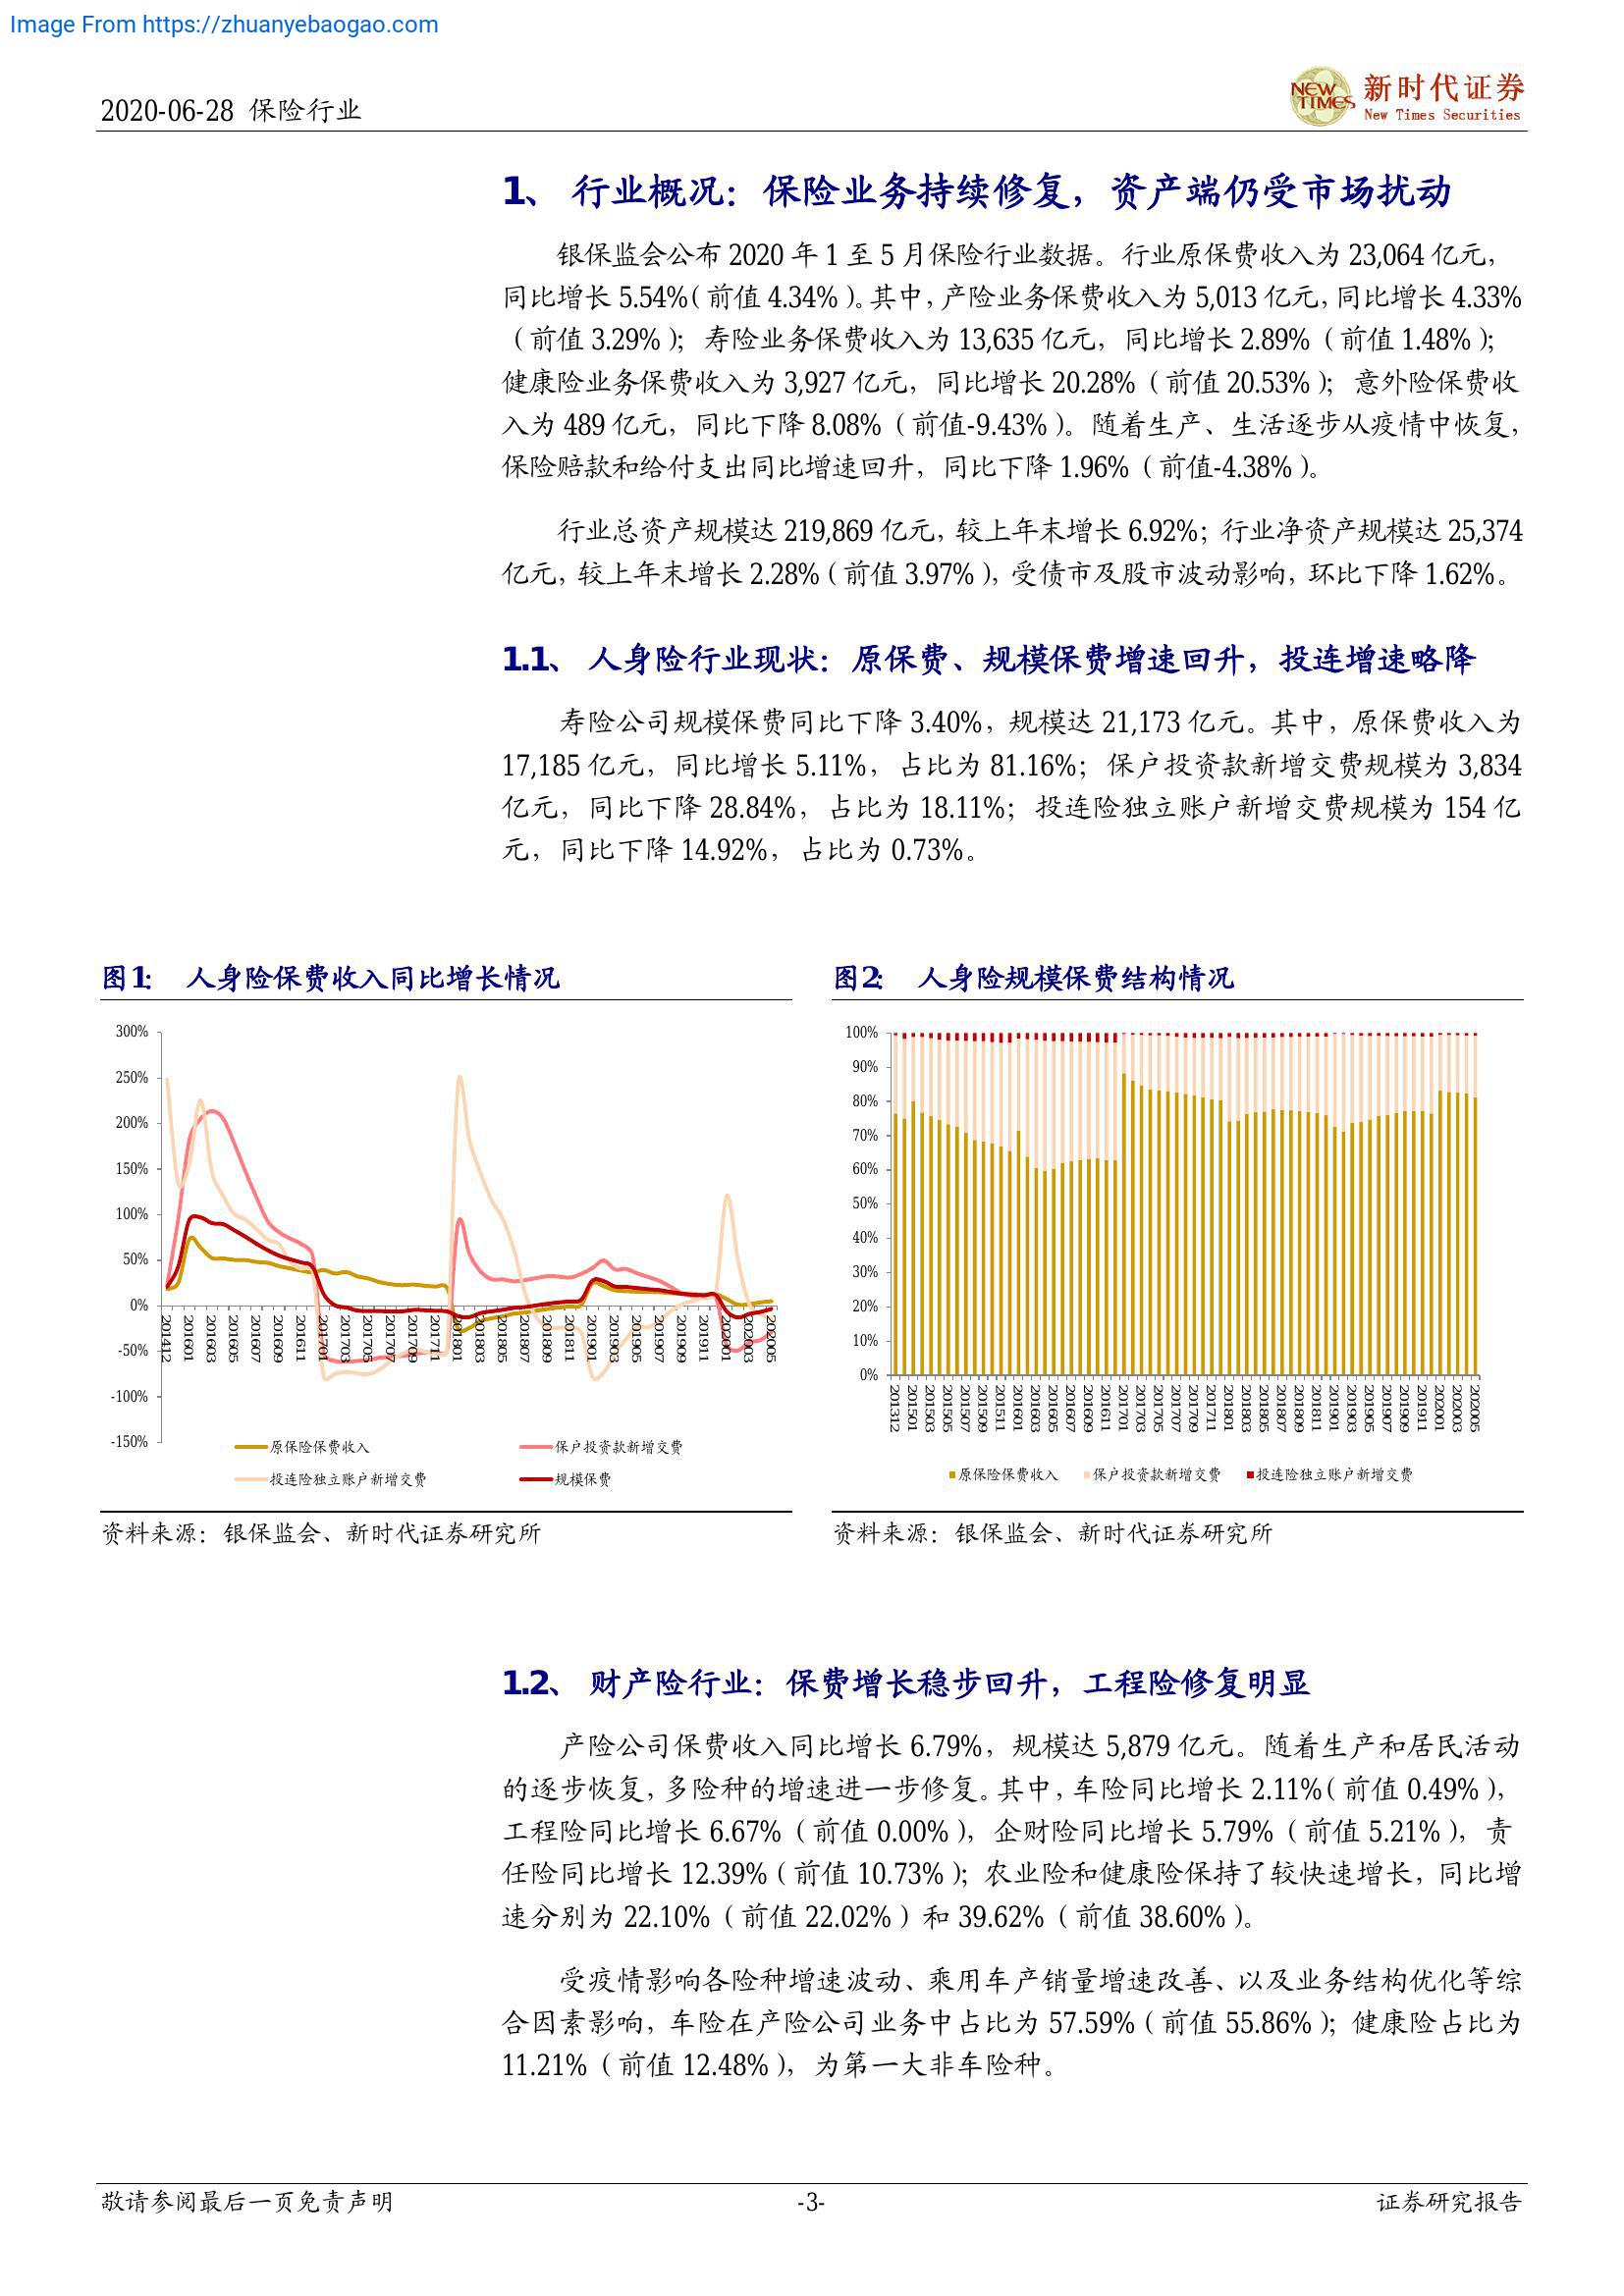 Image From https://zhuanyebaogao.com
2020-06-28 保险行业
NEW TIMES
新时代证券
New Times Securities
1、 行业概况：保险业务持续修复，资产端仍受市场扰动
银保监会公布 2020 年 1 至 5 月保险行业数据。行业原保费收入为 23,064 亿元，
同比增长 5.54%（前值 4.34%）。其中，产险业务保费收入为 5,013 亿元，同比增长 4.33%
（前值 3.29%）；寿险业务保费收入为 13,635 亿元，同比增长 2.89%（前值 1.48%）；
健康险业务保费收入为 3,927 亿元，同比增长 20.28%（前值 20.53%）；意外险保费收
入为 489 亿元，同比下降 8.08%（前值-9.43%）。随着生产、生活逐步从疫情中恢复，
保险赔款和给付支出同比增速回升，同比下降 1.96%（前值-4.38%）。
行业总资产规模达 219,869 亿元，较上年末增长 6.92%；行业净资产规模达 25,374
亿元，较上年末增长 2.28%（前值 3.97%），受债市及股市波动影响，环比下降 1.62%。
1.1、 人身险行业现状：原保费、规模保费增速回升，投连增速略降
寿险公司规模保费同比下降 3.40%，规模达 21,173 亿元。其中，原保费收入为
17,185 亿元，同比增长 5.11%，占比为 81.16%；保户投资款新增交费规模为 3,834
亿元，同比下降 28.84%，占比为 18.11%；投连险独立账户新增交费规模为 154 亿
元，同比下降 14.92%，占比为 0.73%。
图1： 人身险保费收入同比增长情况
300%
250%
200%
150%
100%
50%
0%
-50%
-100%
-150%
201412 201601 201603 201605 201607 201609 201611 201701 201703 201705 201707 201709 201711 201801 201803 201805 201807 201809 201811 201901 201903 201905 201907 201909 201911 202001 202003 202005
原保险保费收入 保户投资款新增交费
投连险独立账户新增交费 规模保费
资料来源：银保监会、新时代证券研究所
图2： 人身险规模保费结构情况
100%
90%
80%
70%
60%
50%
40%
30%
20%
10%
0%
201312 201501 201503 201505 201507 201509 201511 201601 201603 201605 201607 201609 201611 201701 201703 201705 201707 201709 201711 201801 201803 201805 201807 201809 201811 201901 201903 201905 201907 201909 201911 202001 202003 202005
原保险保费收入 保户投资款新增交费 投连险独立账户新增交费
资料来源：银保监会、新时代证券研究所
1.2、 财产险行业：保费增长稳步回升，工程险修复明显
产险公司保费收入同比增长 6.79%，规模达 5,879 亿元。随着生产和居民活动
的逐步恢复，多险种的增速进一步修复。其中，车险同比增长 2.11%（前值 0.49%），
工程险同比增长 6.67%（前值 0.00%），企财险同比增长 5.79%（前值 5.21%），责
任险同比增长 12.39%（前值 10.73%）；农业险和健康险保持了较快速增长，同比增
速分别为 22.10%（前值 22.02%）和 39.62%（前值 38.60%）。
受疫情影响各险种增速波动、乘用车产销量增速改善、以及业务结构优化等综
合因素影响，车险在产险公司业务中占比为 57.59%（前值 55.86%）；健康险占比为
11.21%（前值 12.48%），为第一大非车险种。
敬请参阅最后一页免责声明
-3-
证券研究报告